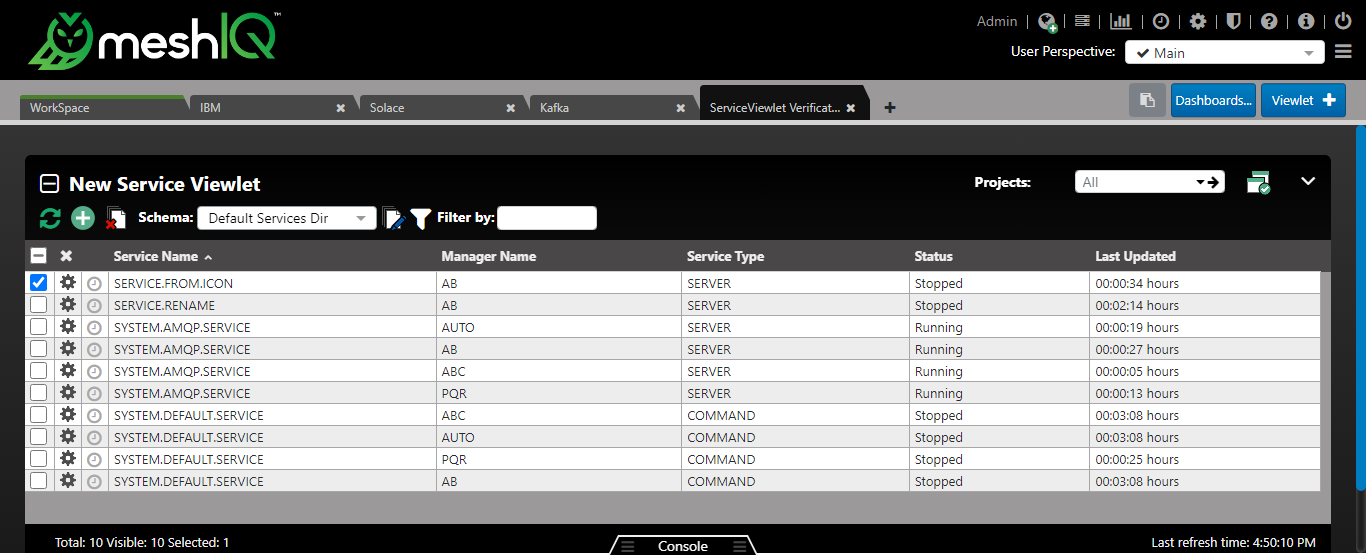 meshIQ™
Admin
User Perspective: Main
WorkSpace IBM Solace Kafka ServiceViewlet Verificat... Dashboards... Viewlet
New Service Viewlet Projects: All
Schema: Default Services Dir Filter by:
Service Name Manager Name Service Type Status Last Updated
SERVICE.FROM.ICON AB SERVER Stopped 00:00:34 hours
SERVICE.RENAME AB SERVER Stopped 00:02:14 hours
SYSTEM.AMQP.SERVICE AUTO SERVER Running 00:00:19 hours
SYSTEM.AMQP.SERVICE AB SERVER Running 00:00:27 hours
SYSTEM.AMQP.SERVICE ABC SERVER Running 00:00:05 hours
SYSTEM.AMQP.SERVICE PQR SERVER Running 00:00:13 hours
SYSTEM.DEFAULT.SERVICE ABC COMMAND Stopped 00:03:08 hours
SYSTEM.DEFAULT.SERVICE AUTO COMMAND Stopped 00:03:08 hours
SYSTEM.DEFAULT.SERVICE PQR COMMAND Stopped 00:00:25 hours
SYSTEM.DEFAULT.SERVICE AB COMMAND Stopped 00:03:08 hours
Total: 10 Visible: 10 Selected: 1 Console Last refresh time: 4:50:10 PM